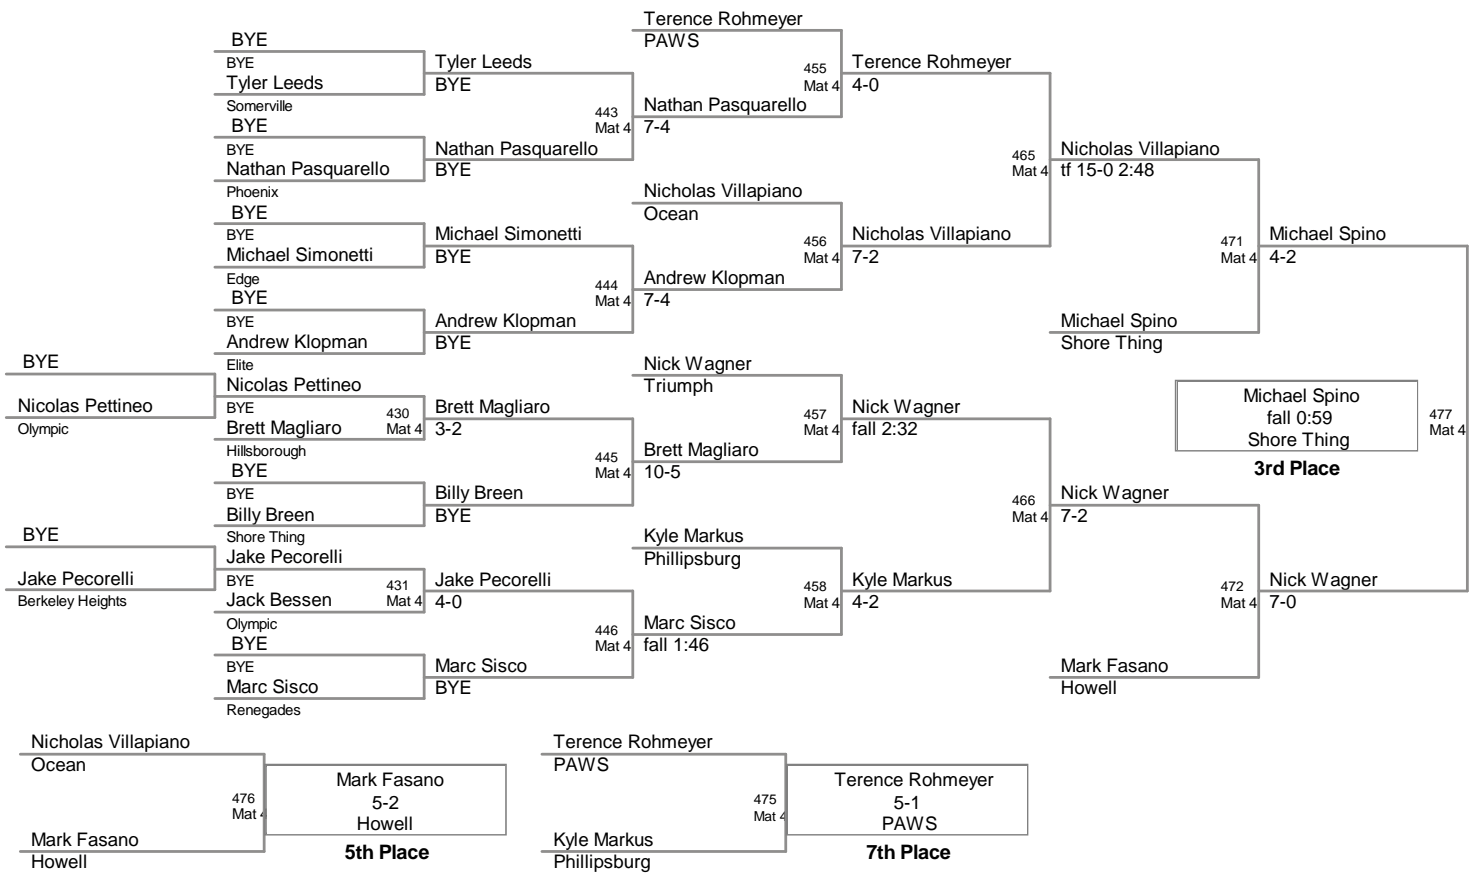 BYE
Nicolas Pettineo
Olympic
BYE
Jake Pecorelli
Berkeley Heights
BYE
BYE
Tyler Leeds
Somerville
BYE
BYE
Nathan Pasquarello
Phoenix
BYE
BYE
Michael Simonetti
Edge
BYE
BYE
Andrew Klopman
Elite
Nicolas Pettineo
BYE
Brett Magliaro
Hillsborough
BYE
BYE
Billy Breen
Shore Thing
Jake Pecorelli
BYE
Jack Bessen
Olympic
BYE
BYE
Marc Sisco
Renegades
430
Mat 4
431
Mat 4
Tyler Leeds
BYE
Nathan Pasquarello
BYE
Michael Simonetti
BYE
Andrew Klopman
BYE
Brett Magliaro
3-2
Billy Breen
BYE
Jake Pecorelli
4-0
Marc Sisco
BYE
443
Mat 4
444
Mat 4
445
Mat 4
446
Mat 4
Terence Rohmeyer
PAWS
Nathan Pasquarello
7-4
Nicholas Villapiano
Ocean
Andrew Klopman
7-4
Nick Wagner
Triumph
Brett Magliaro
10-5
Kyle Markus
Phillipsburg
Marc Sisco
fall 1:46
455
Mat 4
456
Mat 4
457
Mat 4
458
Mat 4
Terence Rohmeyer
4-0
Nicholas Villapiano
7-2
Nick Wagner
fall 2:32
Kyle Markus
4-2
465
Mat 4
466
Mat 4
Nicholas Villapiano
tf 15-0 2:48
Michael Spino
Shore Thing
Nick Wagner
7-2
Mark Fasano
Howell
471
Mat 4
472
Mat 4
Michael Spino
4-2
Nick Wagner
7-0
Michael Spino
fall 0:59
Shore Thing
3rd Place
477
Mat 4
Nicholas Villapiano
Ocean
476
Mat 4
Mark Fasano
Howell
Mark Fasano
5-2
Howell
5th Place
Terence Rohmeyer
PAWS
475
Mat 4
Kyle Markus
Phillipsburg
Terence Rohmeyer
5-1
PAWS
7th Place